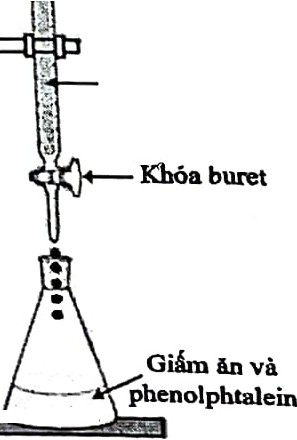 Khóa buret
Giấm ăn và
phenolphtalein